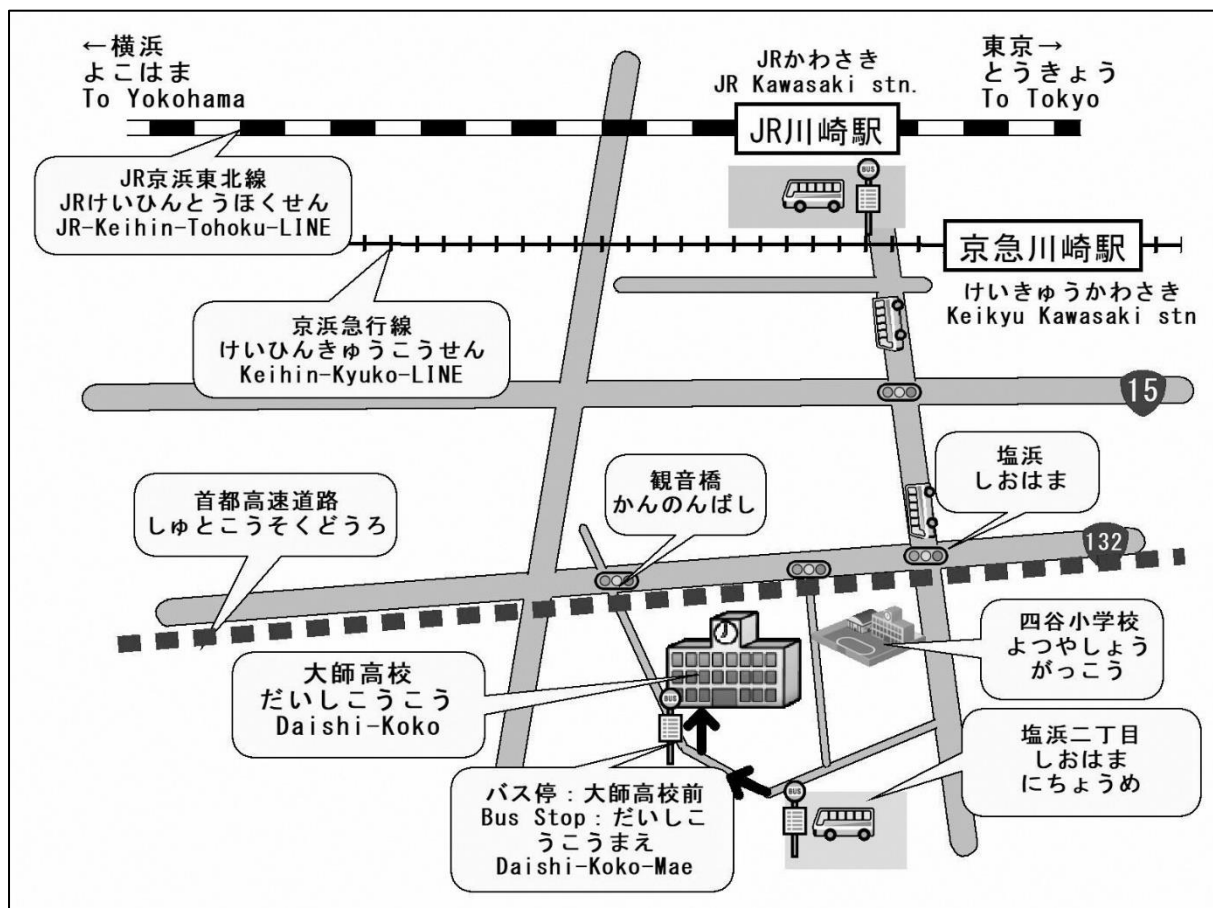 ←横浜
よこはま
To Yokohama
JRかわさき
JR Kawasaki stn.
東京→
とうきょう
To Tokyo
JR川崎駅
BUS
JR京浜東北線
JRけいひんとうほくせん
JR-Keihin-Tohoku-LINE
京急川崎駅
けいきゅうかわさき
Keikyu Kawasaki stn
京浜急行線
けいひんきゅうこうせん
Keihin-Kyuko-LINE
15
首都高速道路
しゅとこうそくどうろ
観音橋
かんのんばし
塩浜
しおはま
132
大師高校
だいしこうこう
Daishi-Koko
四谷小学校
よつやしょう
がっこう
BUS
バス停：大師高校前
Bus Stop：だいしこ
うこうまえ
Daishi-Koko-Mae
塩浜二丁目
しおはま
にちょうめ
BUS